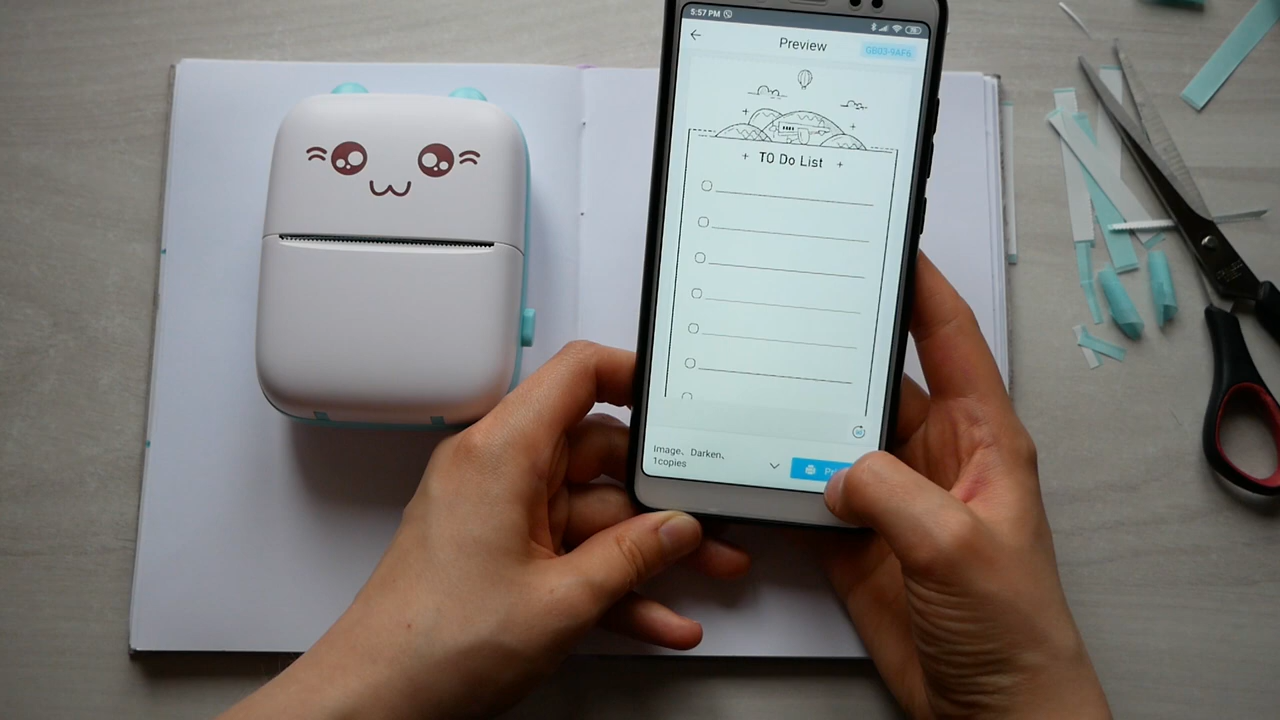 5:57 PM
Preview
GB03-9AF6
TO Do List
Image、Darken、
1copies